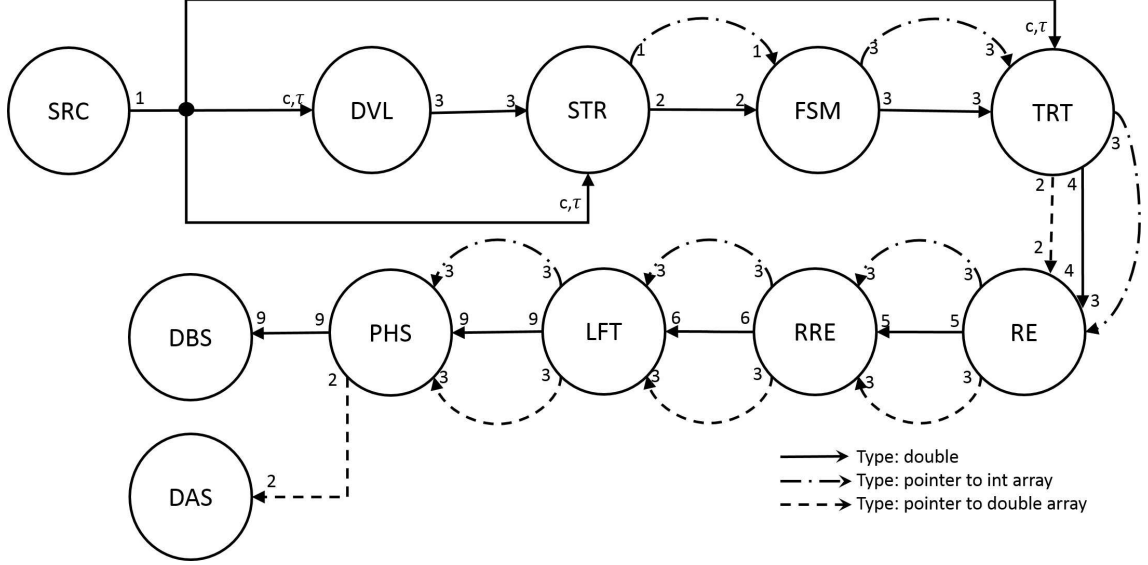 c,τ
1 1 3 3
SRC 1 c,τ DVL 3 3 STR 2 2 FSM 3 3 TRT
3
c,τ
2 4
2
3 3 3 3 3 3 4
3
DBS 9 9 PHS 9 9 LFT 6 6 RRE 5 5 RE
2 3 3 3 3 3 3
Type: double
Type: pointer to int array
Type: pointer to double array
DAS 2